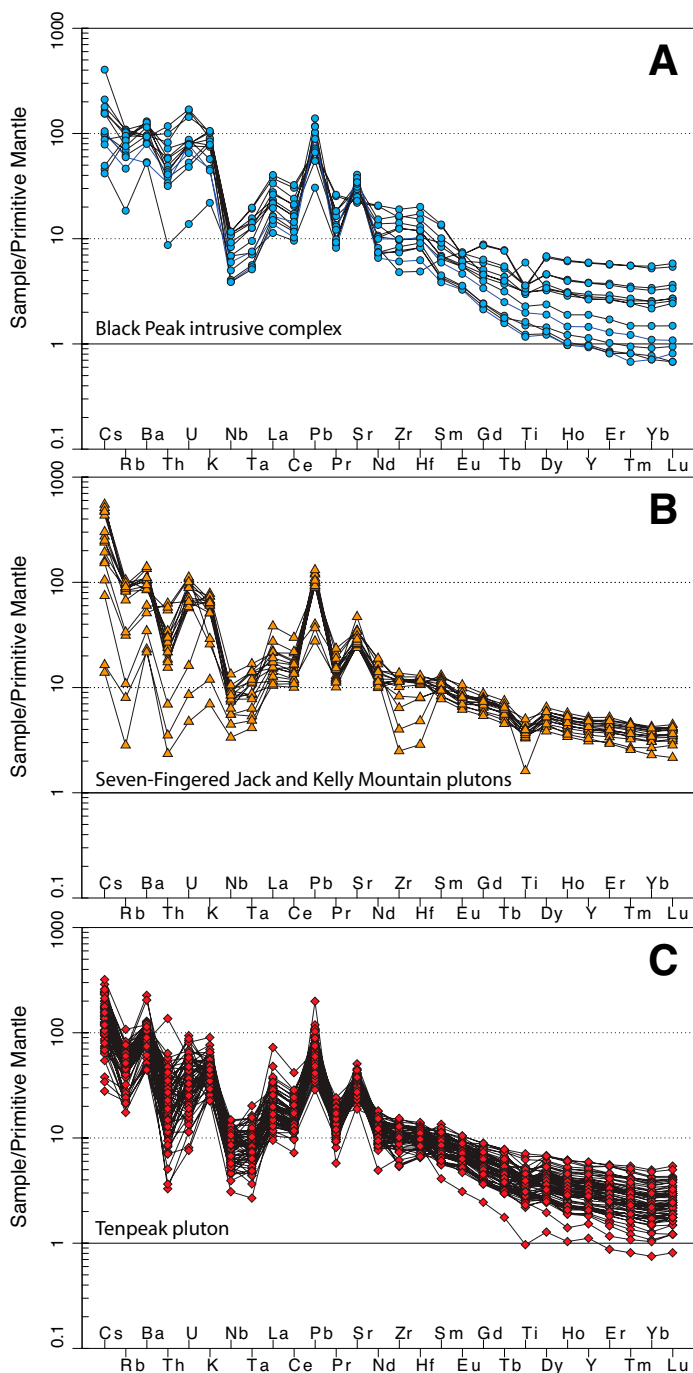 1000
A
100
Sample/Primitive Mantle
10
1
Black Peak intrusive complex
0.1
Cs Ba U Nb La Pb Sr Zr Sm Gd Ti Ho Er Yb
Rb Th K Ta Ce Pr Nd Hf Eu Tb Dy Y Tm Lu
1000
B
100
Sample/Primitive Mantle
10
1
Seven-Fingered Jack and Kelly Mountain plutons
0.1
Cs Ba U Nb La Pb Sr Zr Sm Gd Ti Ho Er Yb
Rb Th K Ta Ce Pr Nd Hf Eu Tb Dy Y Tm Lu
1000
C
100
Sample/Primitive Mantle
10
1
Tenpeak pluton
0.1
Cs Ba U Nb La Pb Sr Zr Sm Gd Ti Ho Er Yb
Rb Th K Ta Ce Pr Nd Hf Eu Tb Dy Y Tm Lu